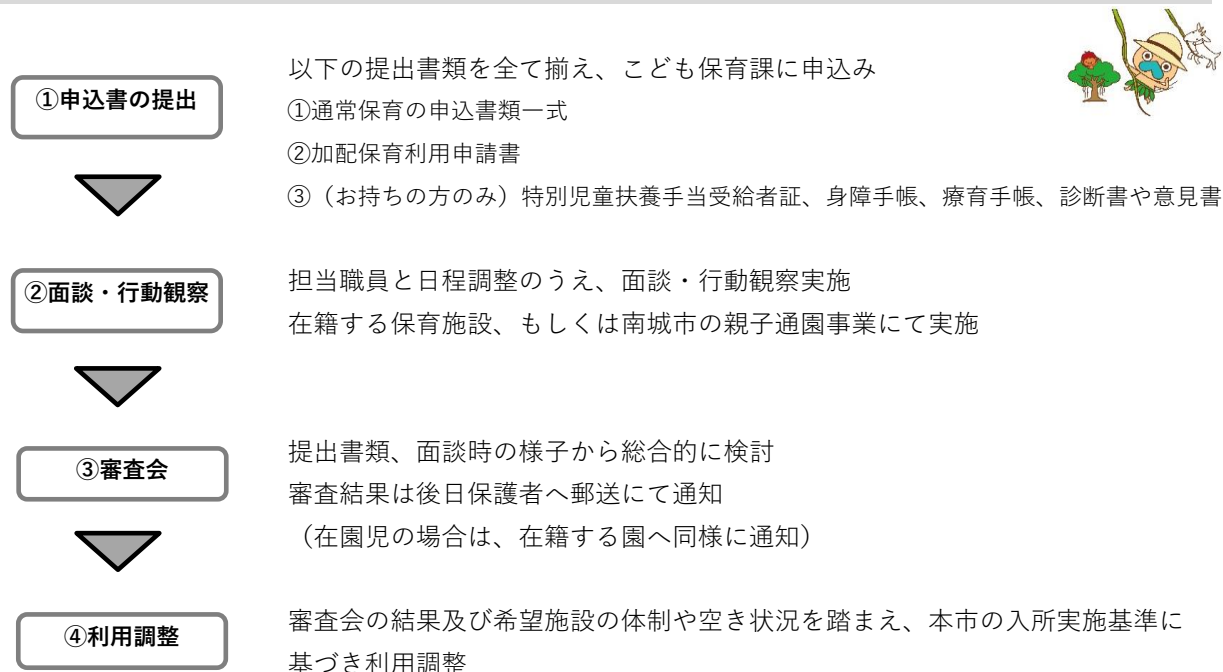 ①申込書の提出
以下の提出書類を全て揃え、こども保育課に申込み
①通常保育の申込書類一式
②加配保育利用申請書
③（お持ちの方のみ）特別児童扶養手当受給者証、身障手帳、療育手帳、診断書や意見書
②面談・行動観察
担当職員と日程調整のうえ、面談・行動観察実施
在籍する保育施設、もしくは南城市の親子通園事業にて実施
③審査会
提出書類、面談時の様子から総合的に検討
審査結果は後日保護者へ郵送にて通知
（在園児の場合は、在籍する園へ同様に通知）
④利用調整
審査会の結果及び希望施設の体制や空き状況を踏まえ、本市の入所実施基準に
基づき利用調整